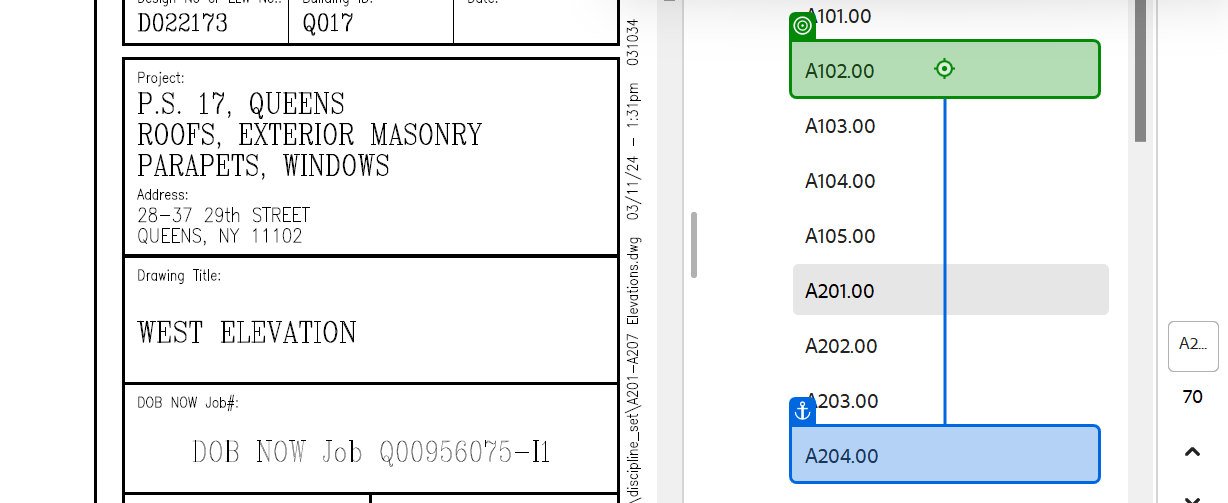 Design No or LLW No.:
Building ID:
Date:
D022173
Q017
Project:
P.S. 17, QUEENS
ROOFS, EXTERIOR MASONRY
PARAPETS, WINDOWS
Address:
28-37 29th STREET
QUEENS, NY 11102
Drawing Title:
WEST ELEVATION
DOB NOW Job#:
DOB NOW Job Q00956075-I1
\discipline_set\A201-A207 Elevations.dwg 03/11/24 - 1:31pm 031034
A101.00
A102.00
A103.00
A104.00
A105.00
A201.00
A202.00
A203.00
A204.00
A2...
70